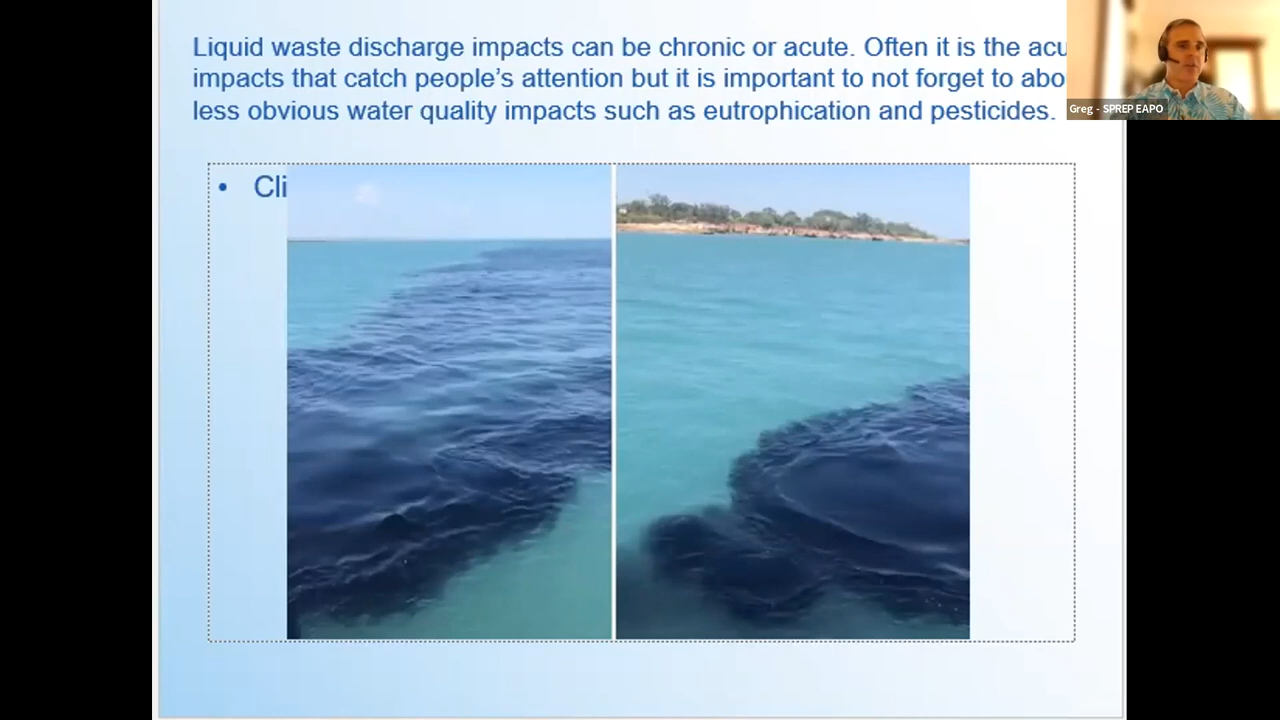 Liquid waste discharge impacts can be chronic or acute. Often it is the acu
impacts that catch people's attention but it is important to not forget to abo
less obvious water quality impacts such as eutrophication and pesticides.
Greg - SPREP EAPO
• Cli